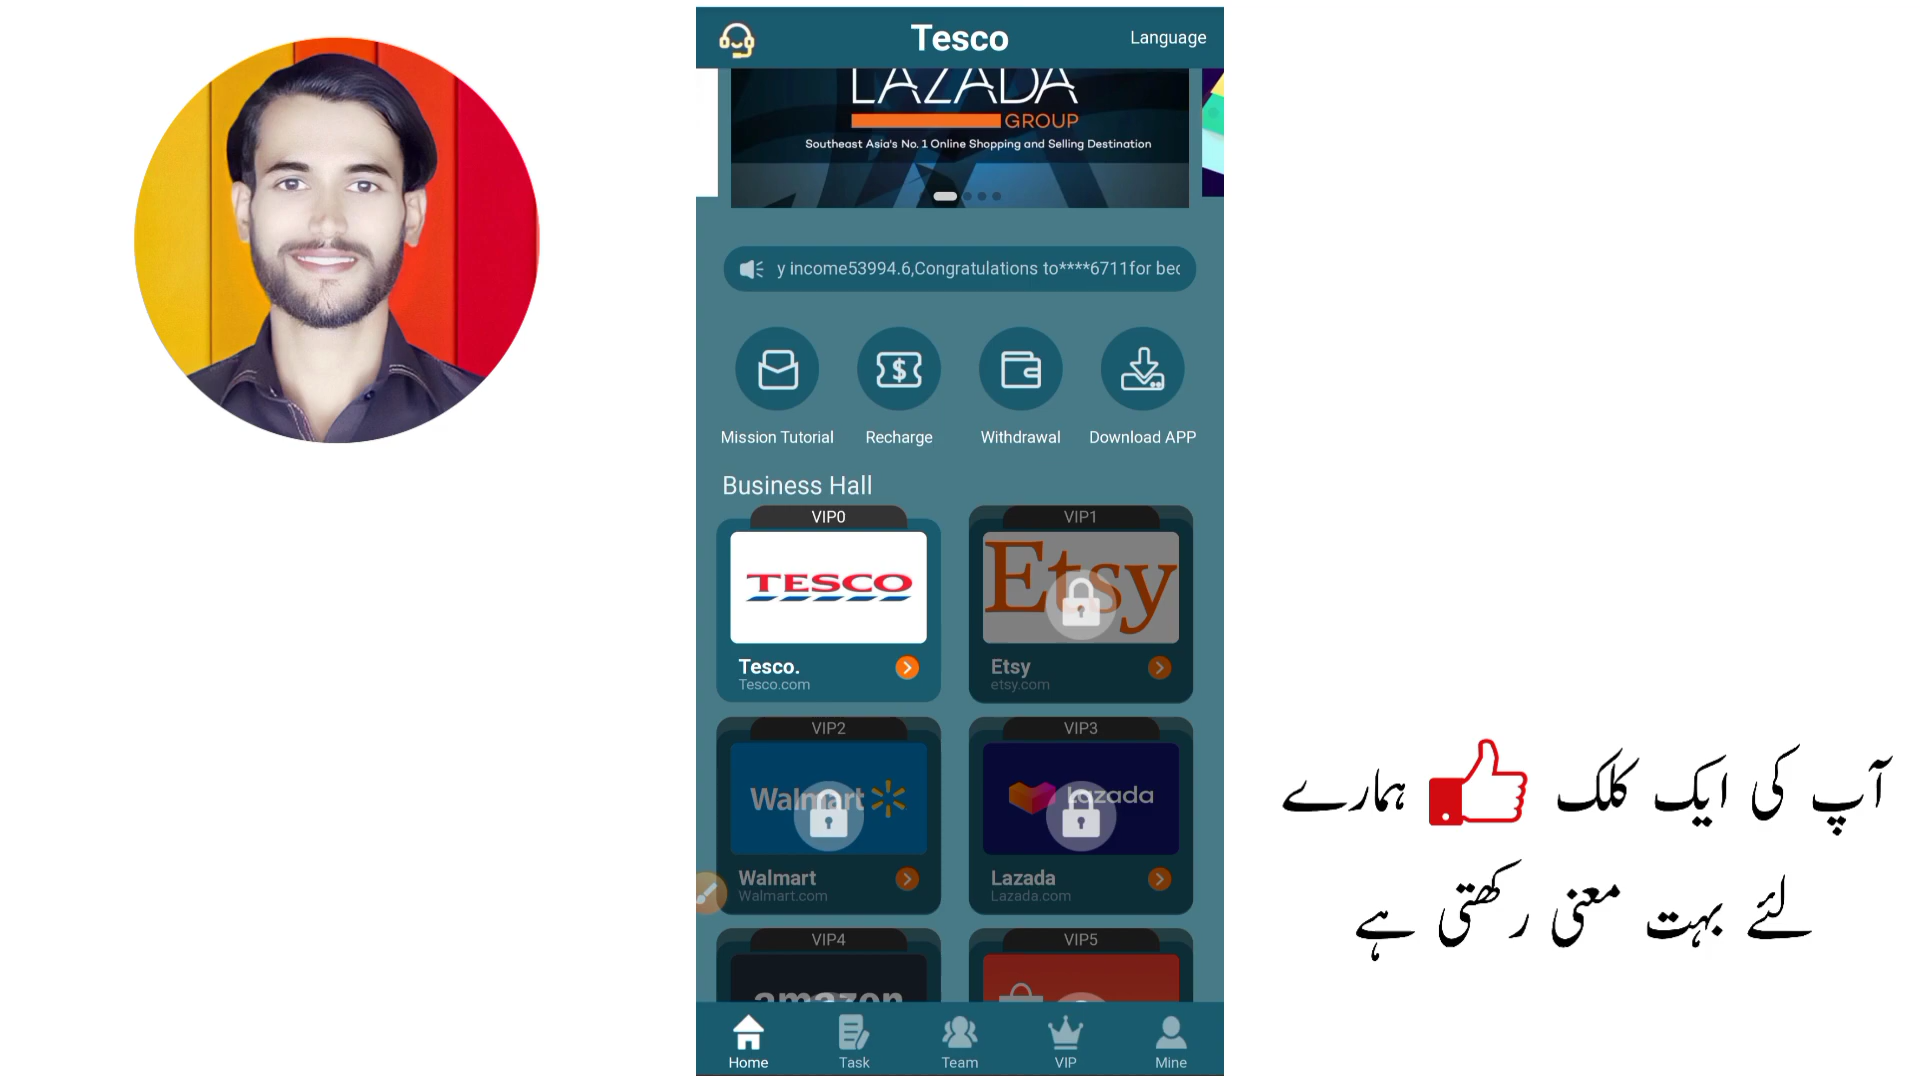 Tesco
Language
LAZADA
GROUP
Southeast Asia's No. 1 Online Shopping and Selling Destination
y income53994.6,Congratulations to****6711for bec
Mission Tutorial
Recharge
Withdrawal
Download APP
Business Hall
VIP0
TESCO
Tesco.
Tesco.com
VIP1
Etsy
Etsy
etsy.com
VIP2
Walmart
Walmart
Walmart.com
VIP3
Lazada
Lazada
Lazada.com
VIP4
amazon
VIP5
Home
Task
Team
VIP
Mine
آپ کی ایک کلک ہمارے
لئے بہت معنی رکھتی ہے